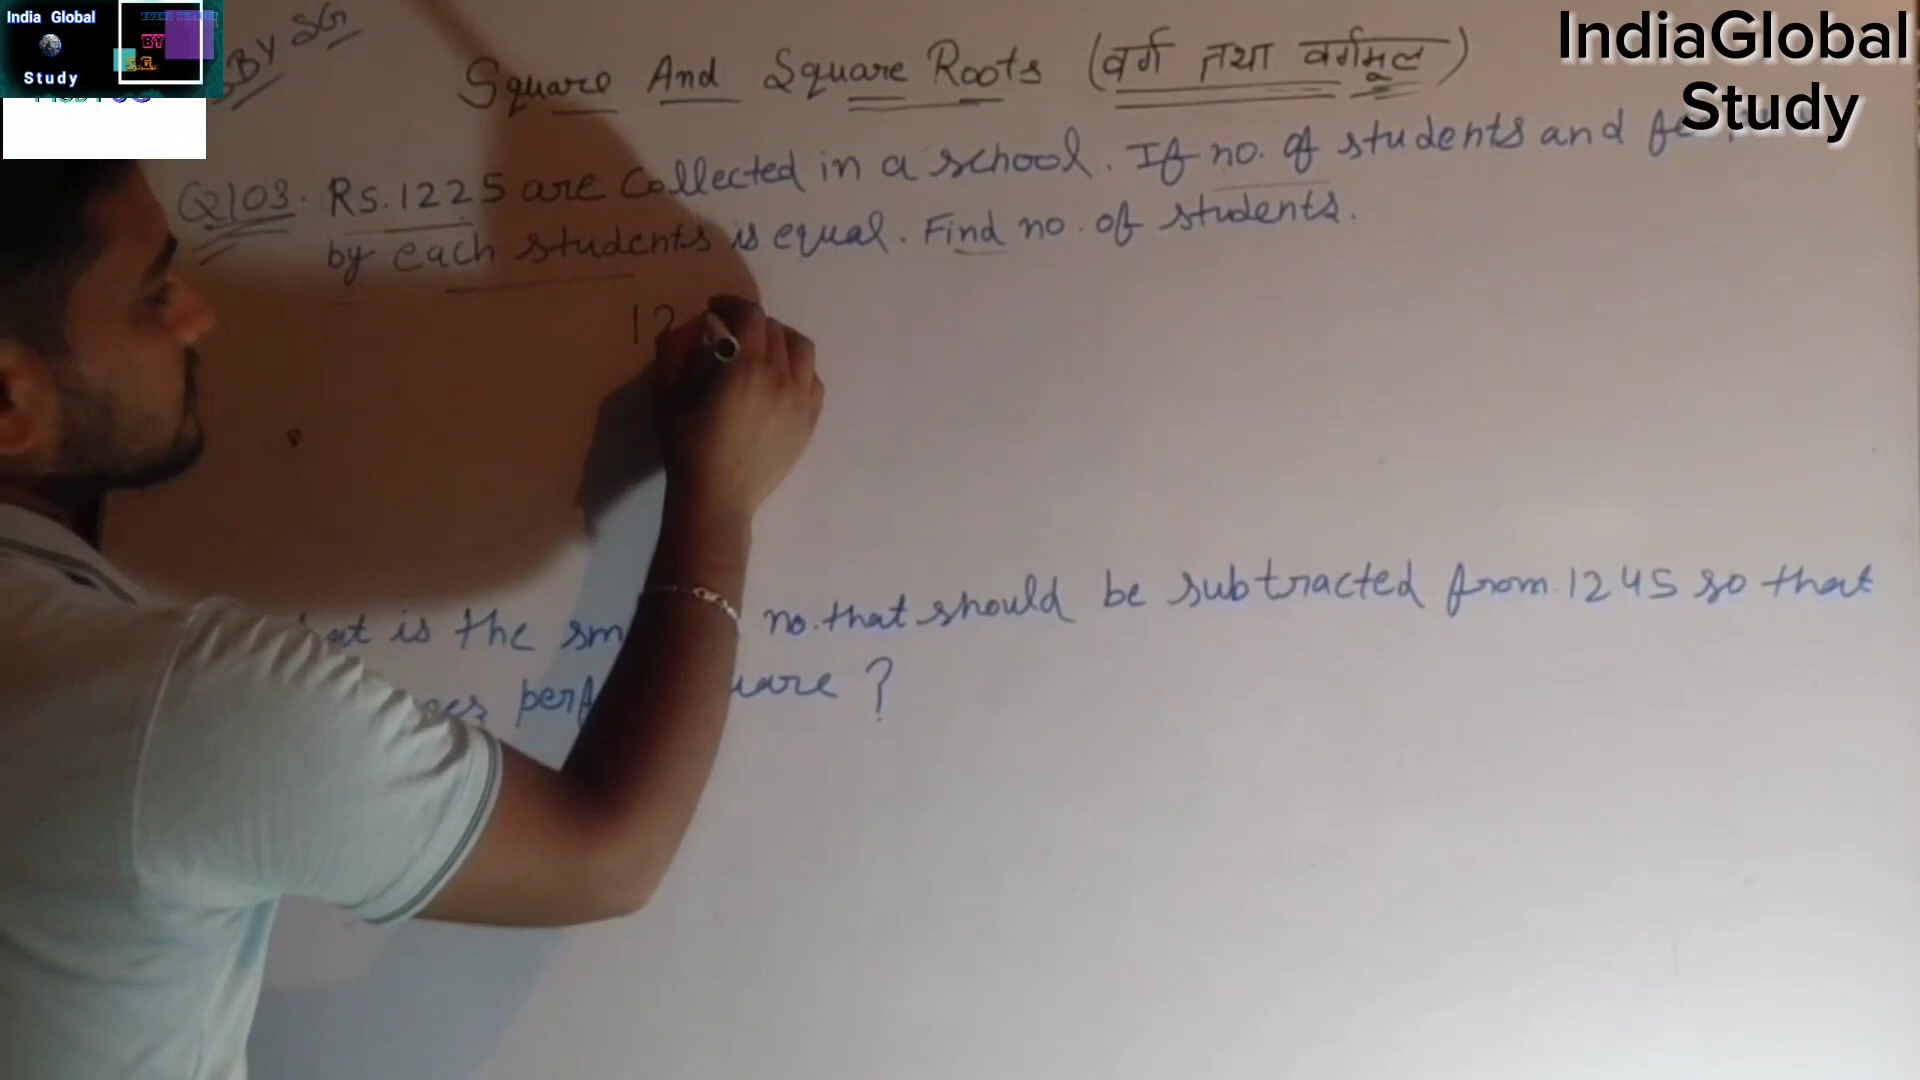 India Global
Study
BY
S.G.
IndiaGlobal
Study
BY SG
Square And Square Roots (वर्ग तथा वर्गमूल)
Q103. Rs.1225 are collected in a school. If no. of students and
by each students is equal. Find no. of students.
12
is the no. that should be subtracted from 1245 so that
?